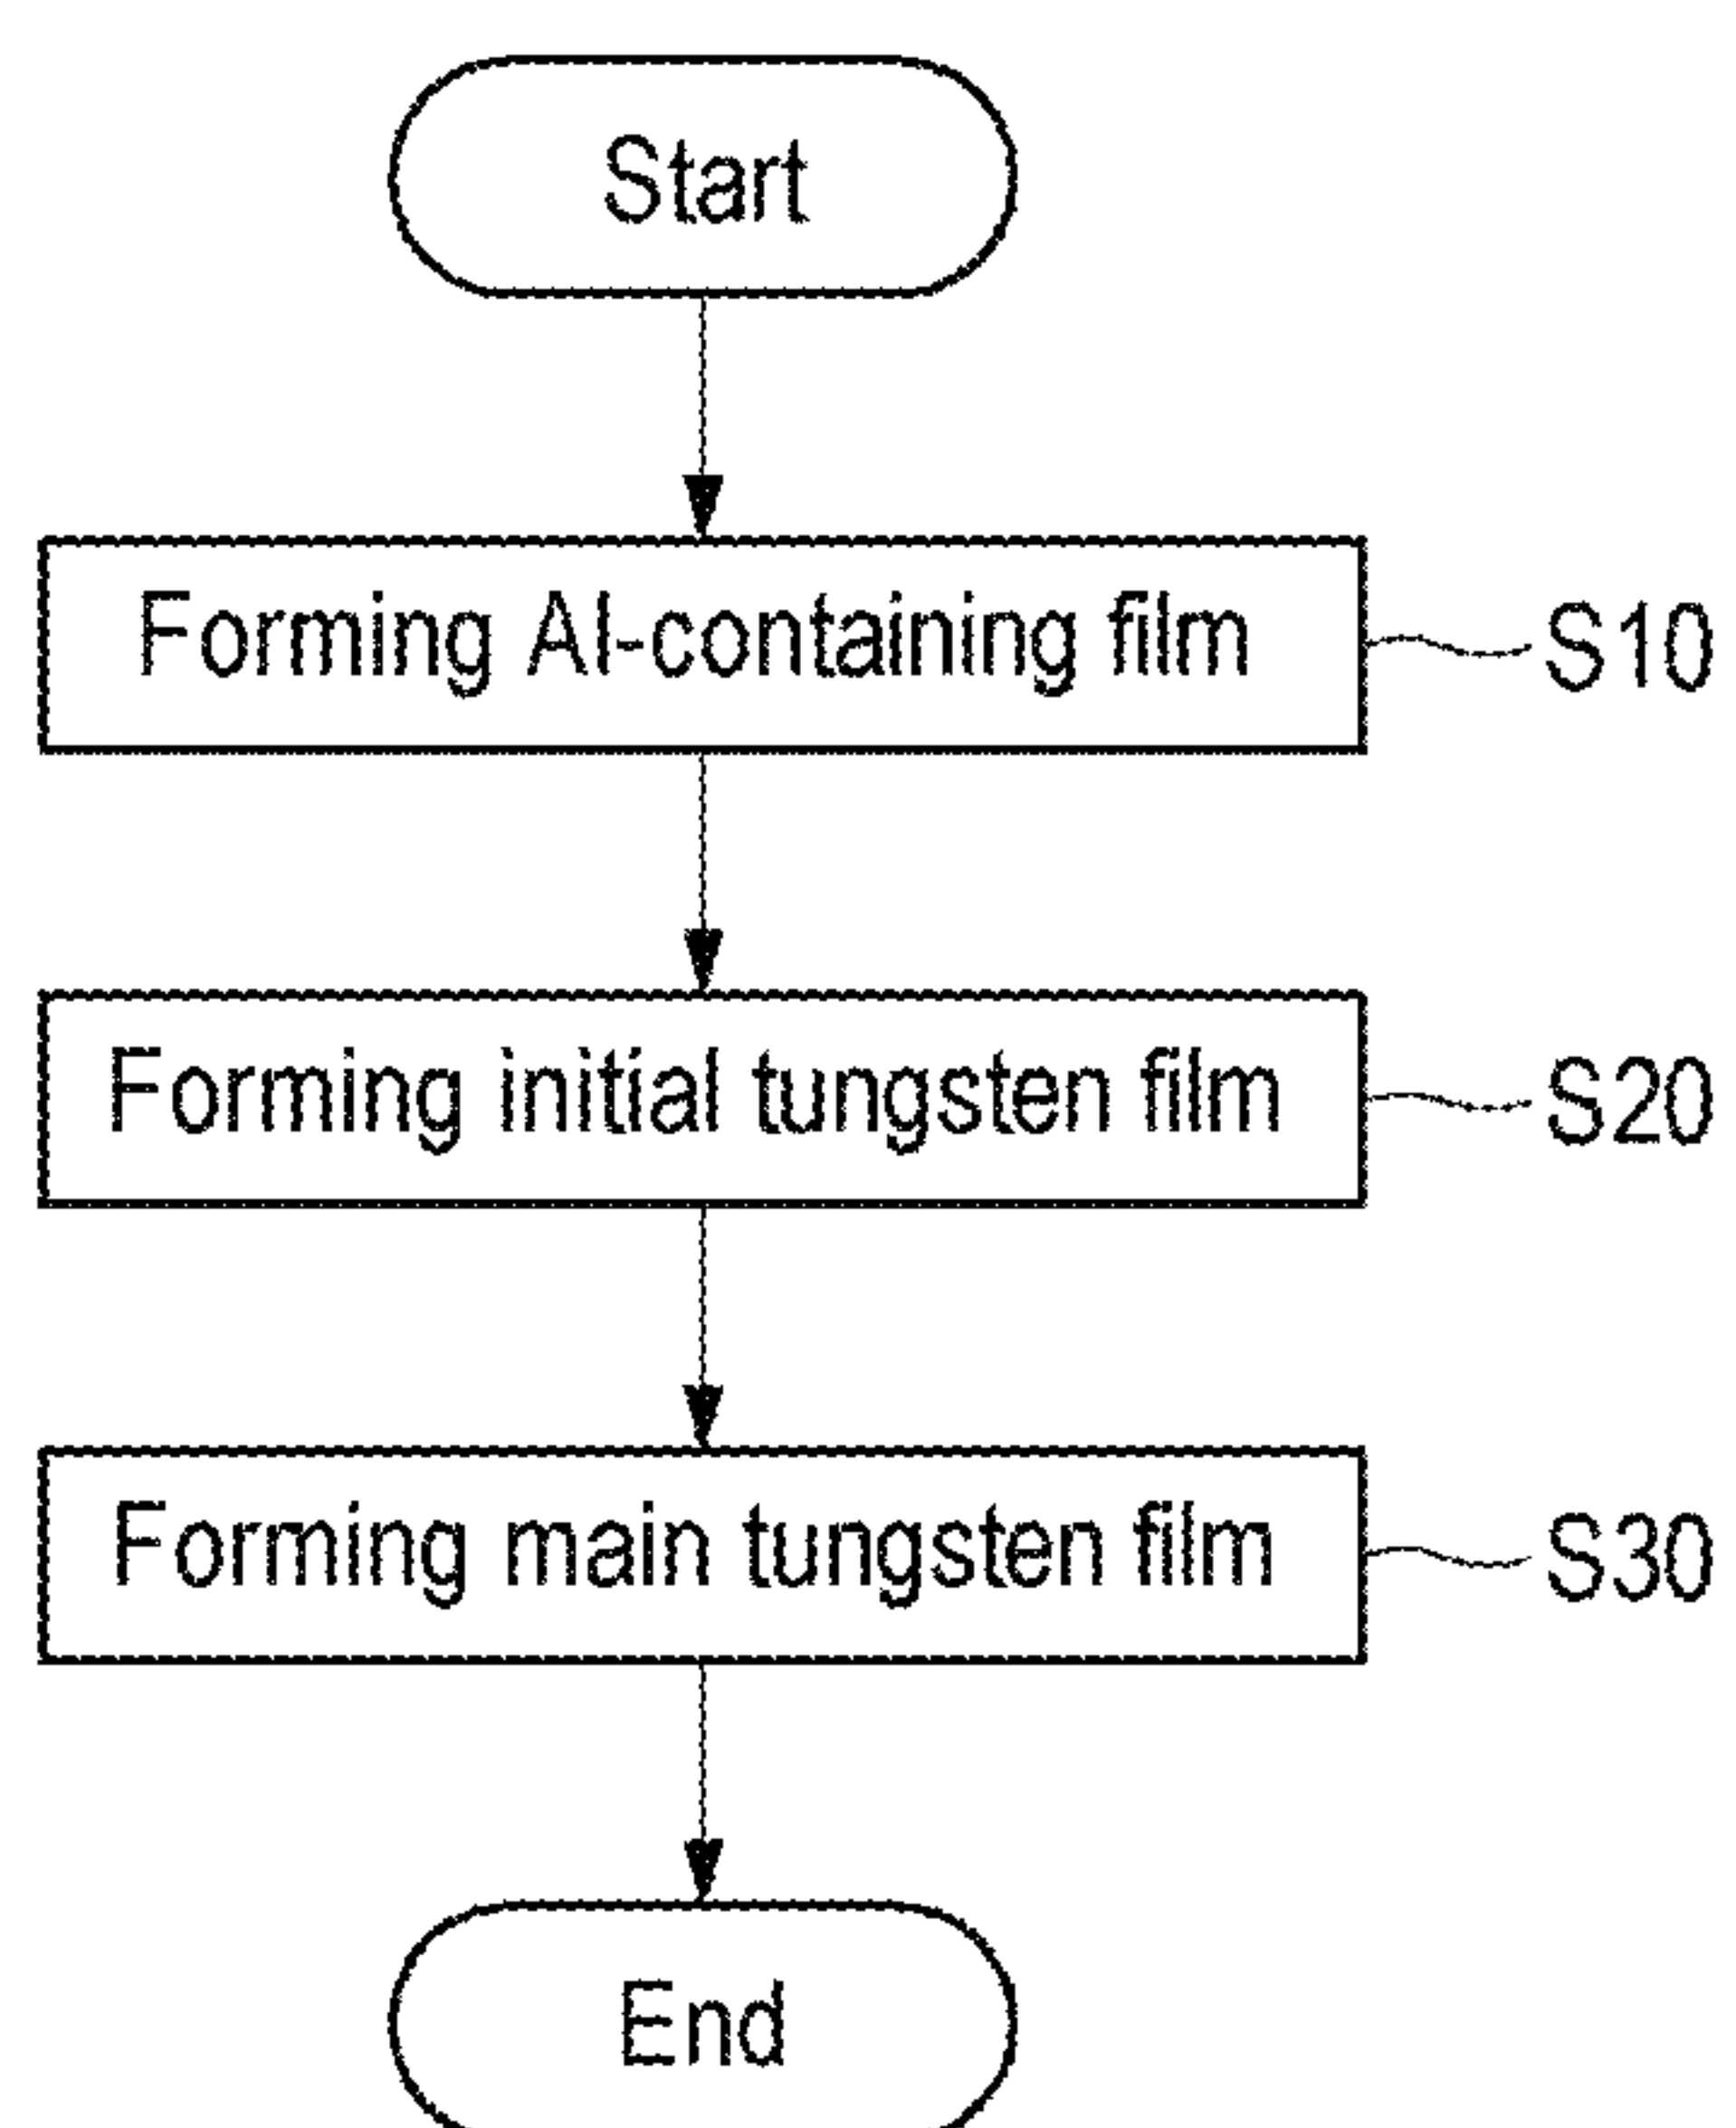 Start
Forming Al-containing film
S10
Forming initial tungsten film
S20
Forming main tungsten film
S30
End